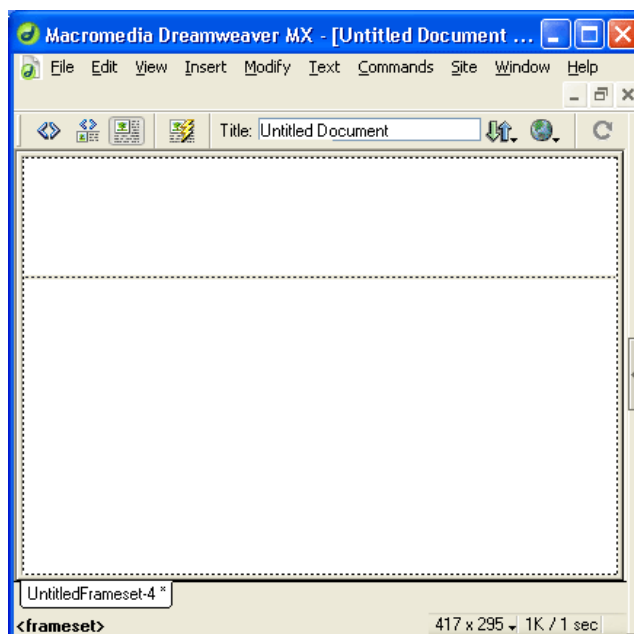 Macromedia Dreamweaver MX - [Untitled Document ...
File Edit View Insert Modify Text Commands Site Window Help
Title: Untitled Document
UntitledFrameset-4 *
<frameset> 417 x 295 1K / 1 sec